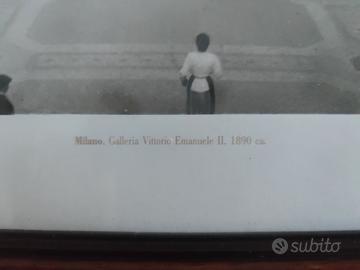 Milano, Galleria Vittorio Emanuele II, 1890 ca.
subito